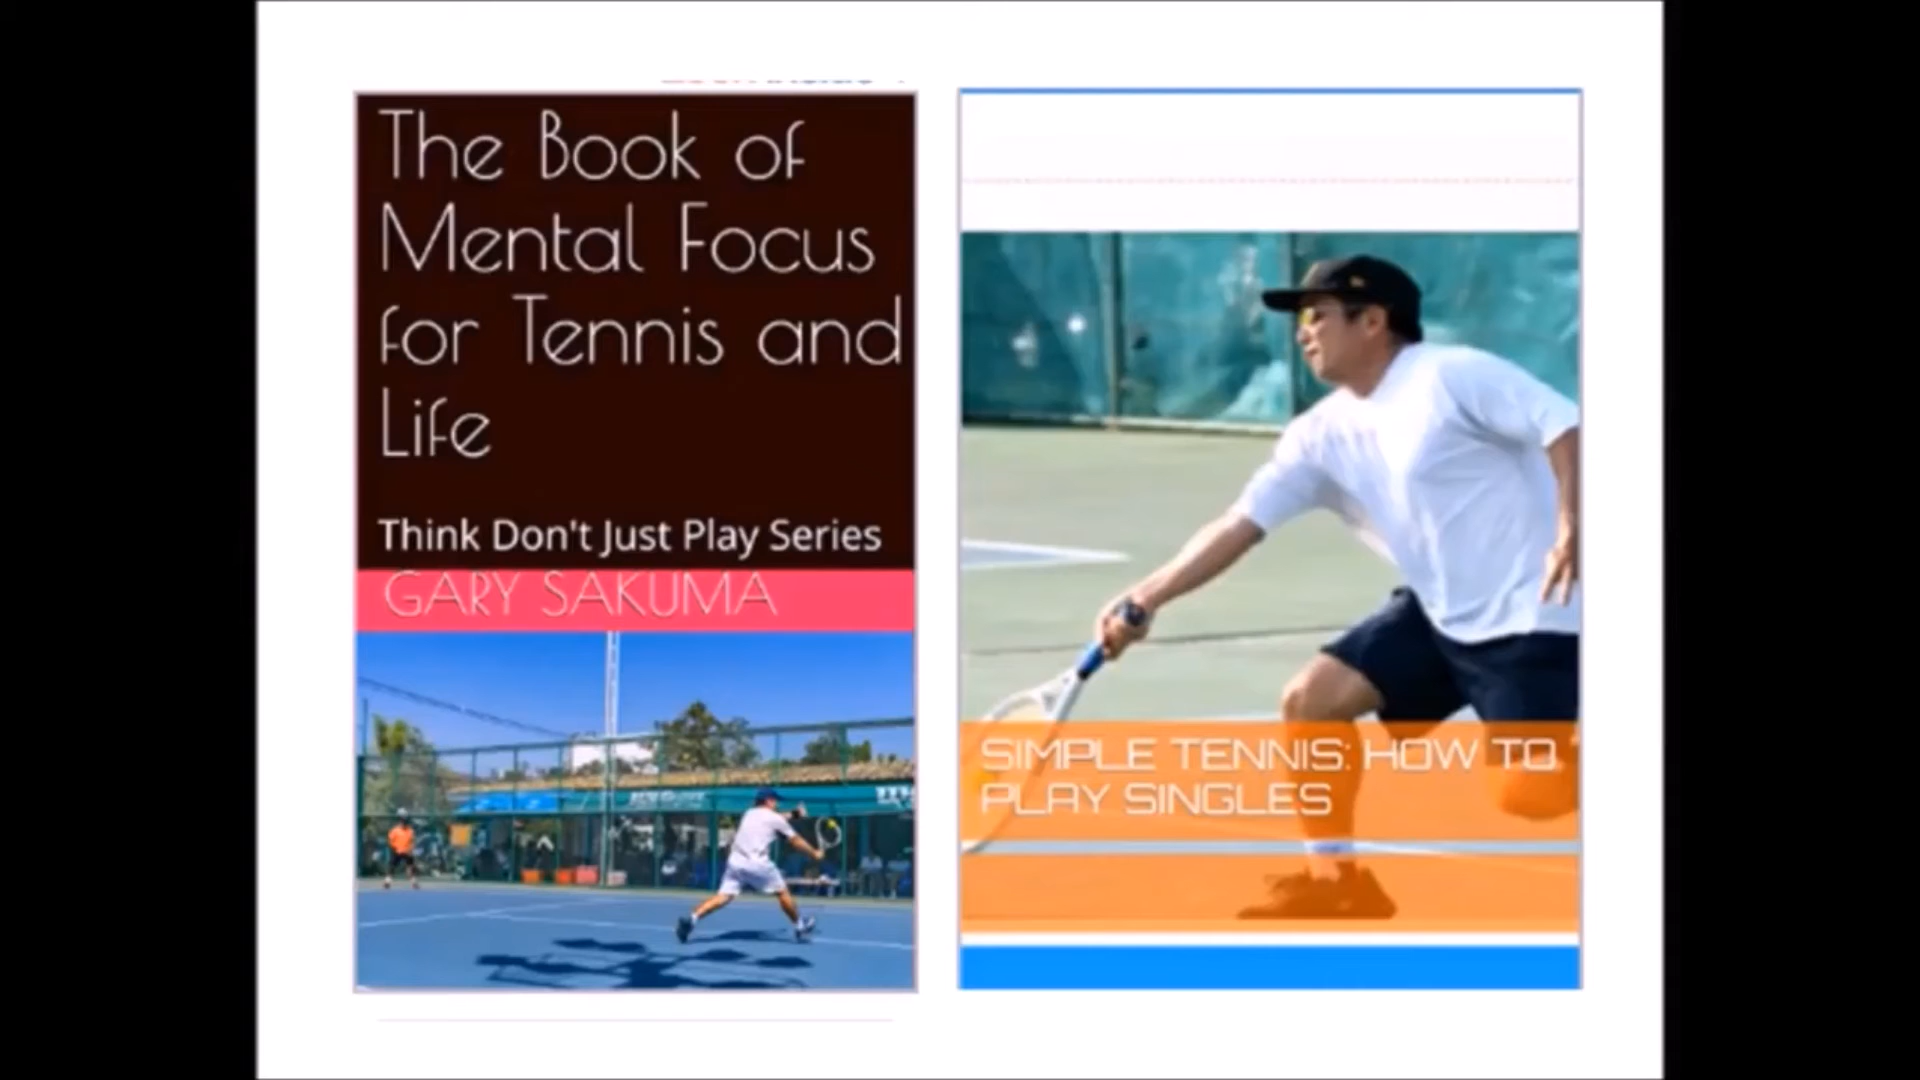 The Book of
Mental Focus
for Tennis and
Life
Think Don't Just Play Series
GARY SAKUMA
SIMPLE TENNIS: HOW TO
PLAY SINGLES